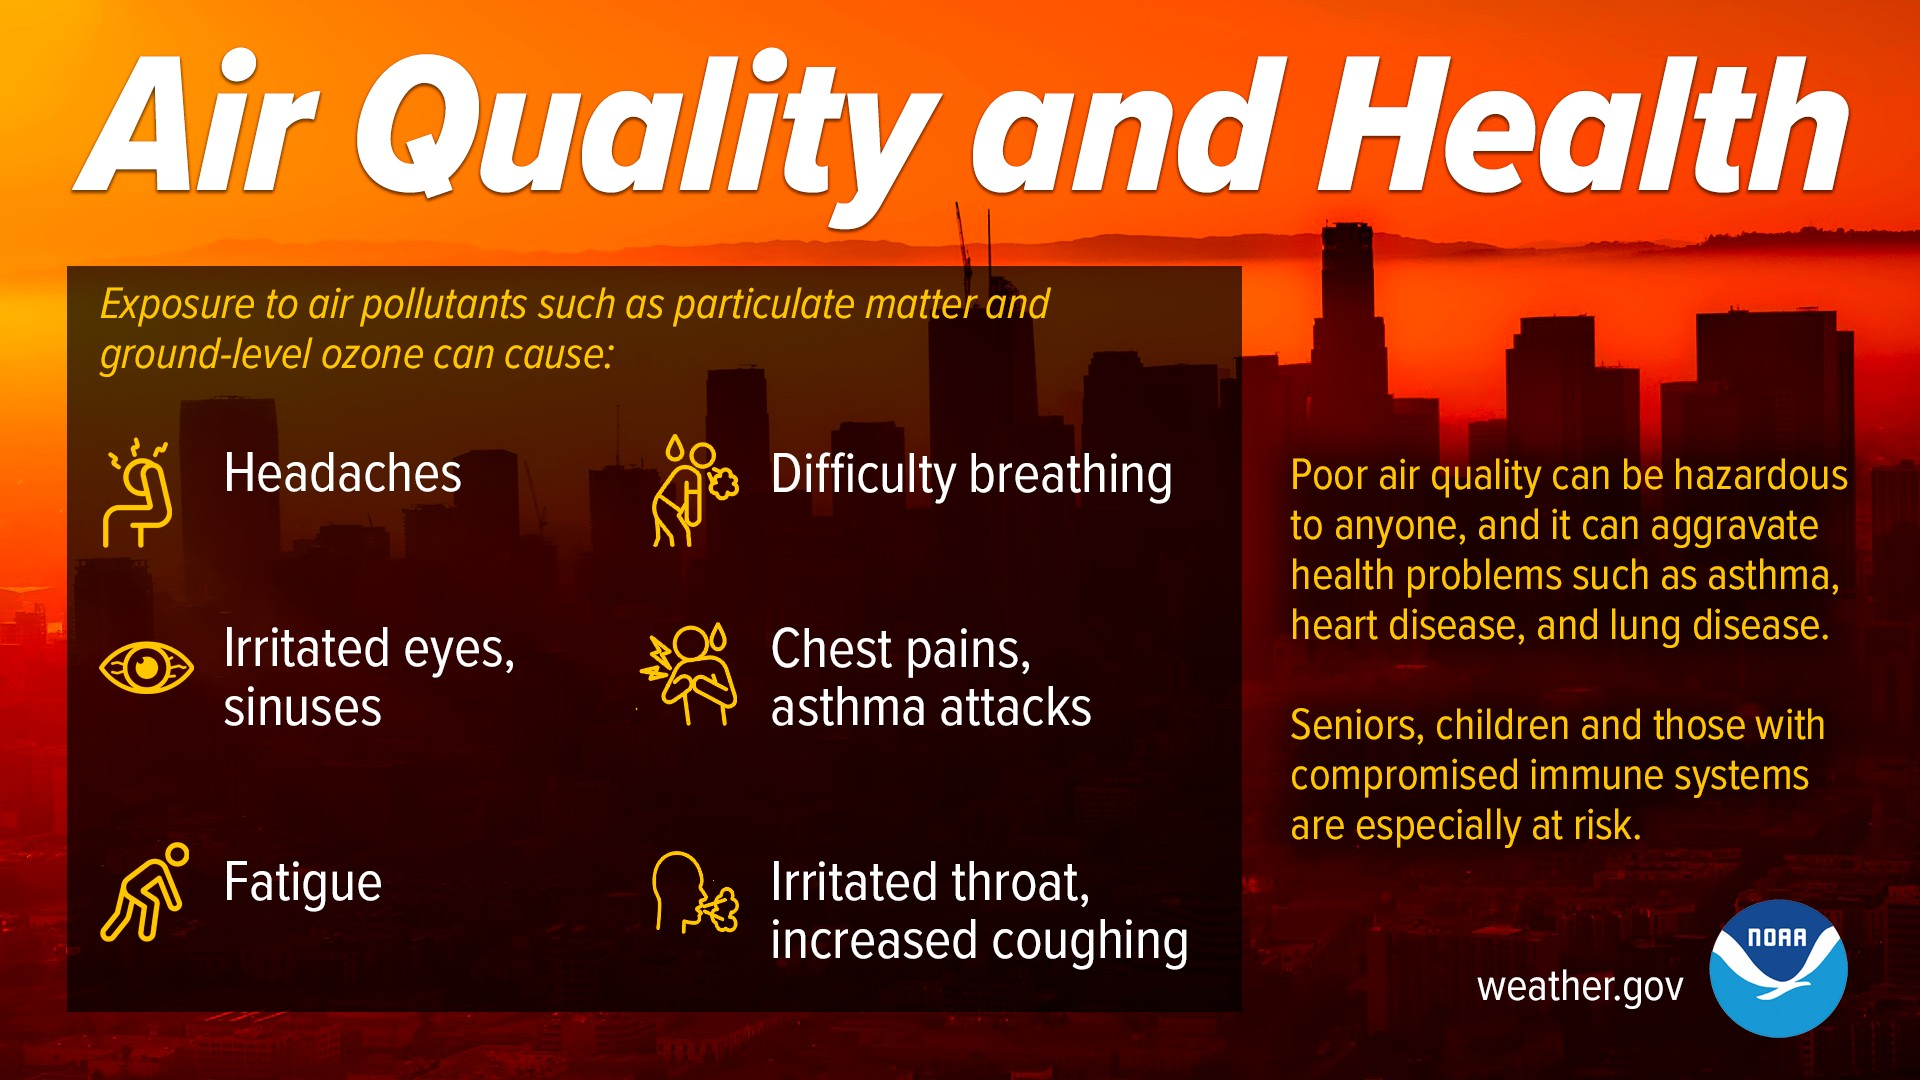 Air Quality and Health
Exposure to air pollutants such as particulate matter and
ground-level ozone can cause:
Headaches
Difficulty breathing
Irritated eyes,
sinuses
Chest pains,
asthma attacks
Fatigue
Irritated throat,
increased coughing
Poor air quality can be hazardous
to anyone, and it can aggravate
health problems such as asthma,
heart disease, and lung disease.
Seniors, children and those with
compromised immune systems
are especially at risk.
weather.gov
NOAA